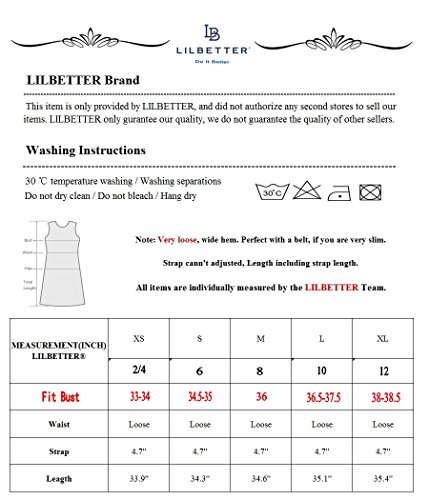 LB
LILBETTER®
Do It Better
LILBETTER Brand
This item is only provided by LILBETTER, and did not authorize any second stores to sell our
items. LILBETTER only gurantee our quality, we do not guarantee the quality of other sellers.
Washing Instructions
30 ℃ temperature washing / Washing separations
Do not dry clean / Do not bleach / Hang dry
30℃
Bust
Waist
Hips
Total
Length
Note: Very loose, wide hem. Perfect with a belt, if you are very slim.
Strap cann't adjusted, Length including strap length.
All items are individually measured by the LILBETTER Team.
MEASUREMENT(INCH) LILBETTER® XS S M L XL
2/4 6 8 10 12
Fit Bust 33-34 34.5-35 36 36.5-37.5 38-38.5
Waist Loose Loose Loose Loose Loose
Strap 4.7" 4.7" 4.7" 4.7" 4.7"
Length 33.9" 34.3" 34.6" 35.1" 35.4"